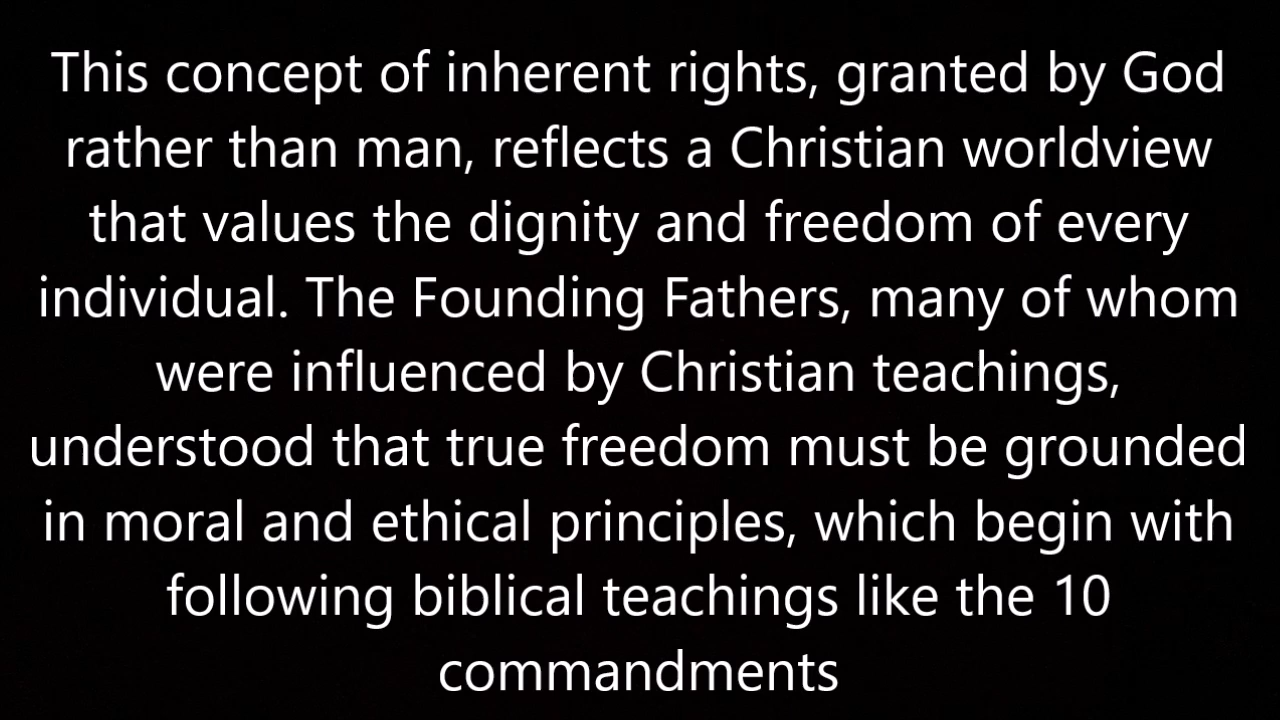 This concept of inherent rights, granted by God
rather than man, reflects a Christian worldview
that values the dignity and freedom of every
individual. The Founding Fathers, many of whom
were influenced by Christian teachings,
understood that true freedom must be grounded
in moral and ethical principles, which begin with
following biblical teachings like the 10
commandments